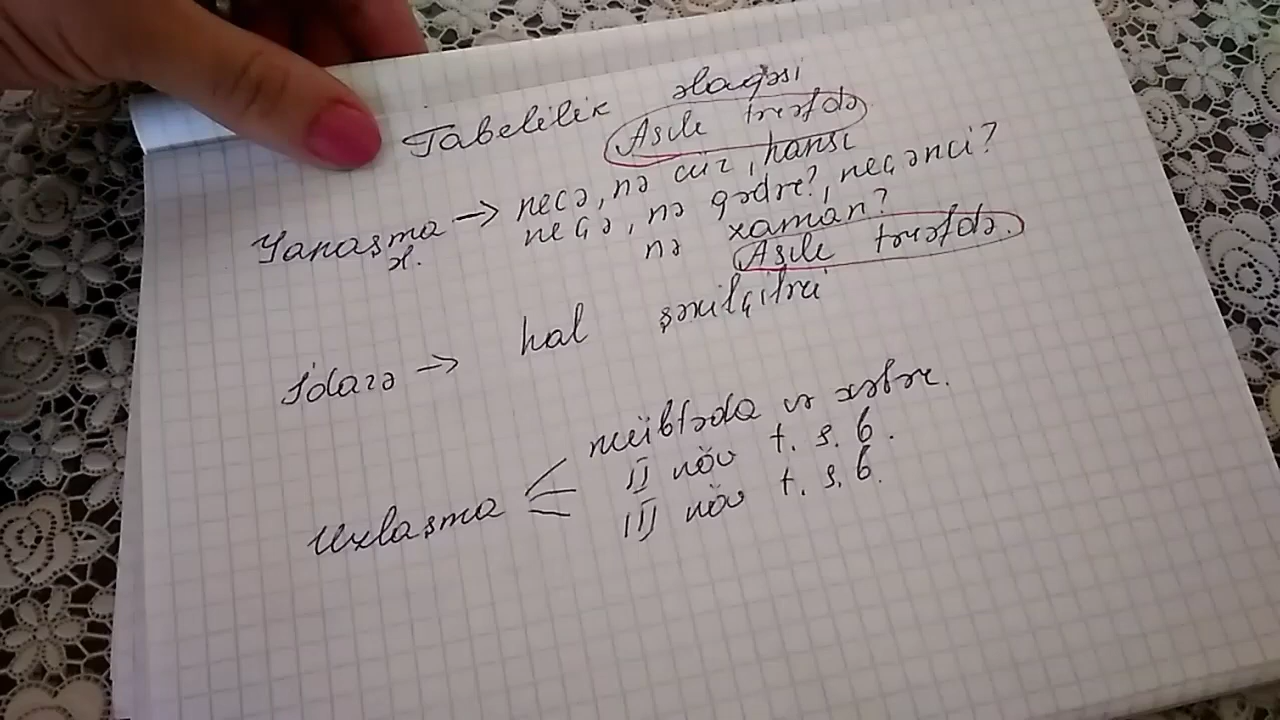 Tabelilik əlaqəsi
Asılı tərəfdə
Yanaşma → necə, nə cür, hansı
x. neçə, nə qədər?, neçənci?
nə zaman?
Asılı tərəfdə.
İdarə → hal şəkilçiləri
Uzlaşma mübtəda və xəbər.
II növ t. s. b.
III növ t. s. b.